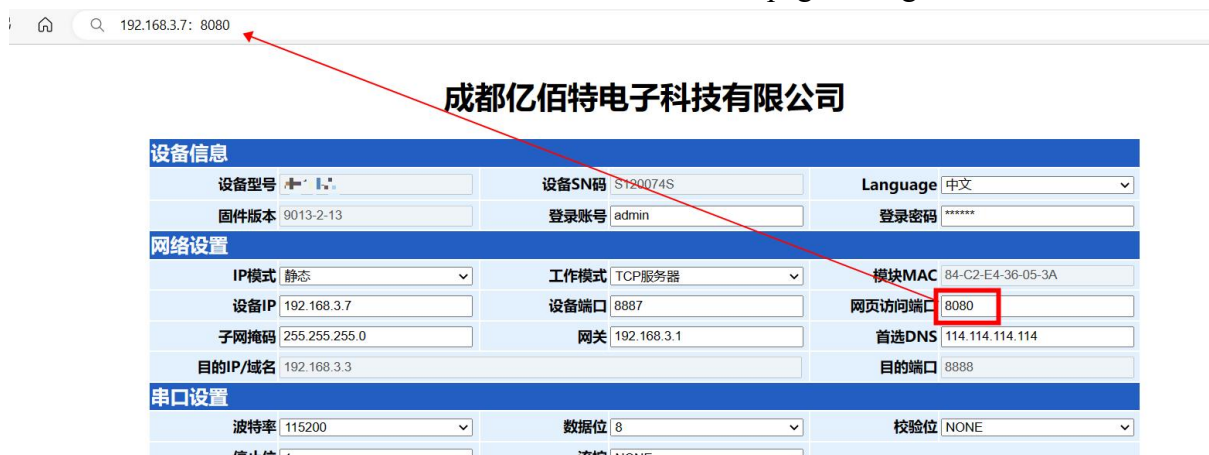 192.168.3.7: 8080
成都亿佰特电子科技有限公司
设备信息
设备型号 设备SN码 S120074S Language 中文
固件版本 9013-2-13 登录账号 admin 登录密码 ******
网络设置
IP模式 静态 工作模式 TCP服务器 模块MAC 84-C2-E4-36-05-3A
设备IP 192.168.3.7 设备端口 8887 网页访问端口 8080
子网掩码 255.255.255.0 网关 192.168.3.1 首选DNS 114.114.114.114
目的IP/域名 192.168.3.3 目的端口 8888
串口设置
波特率 115200 数据位 8 校验位 NONE